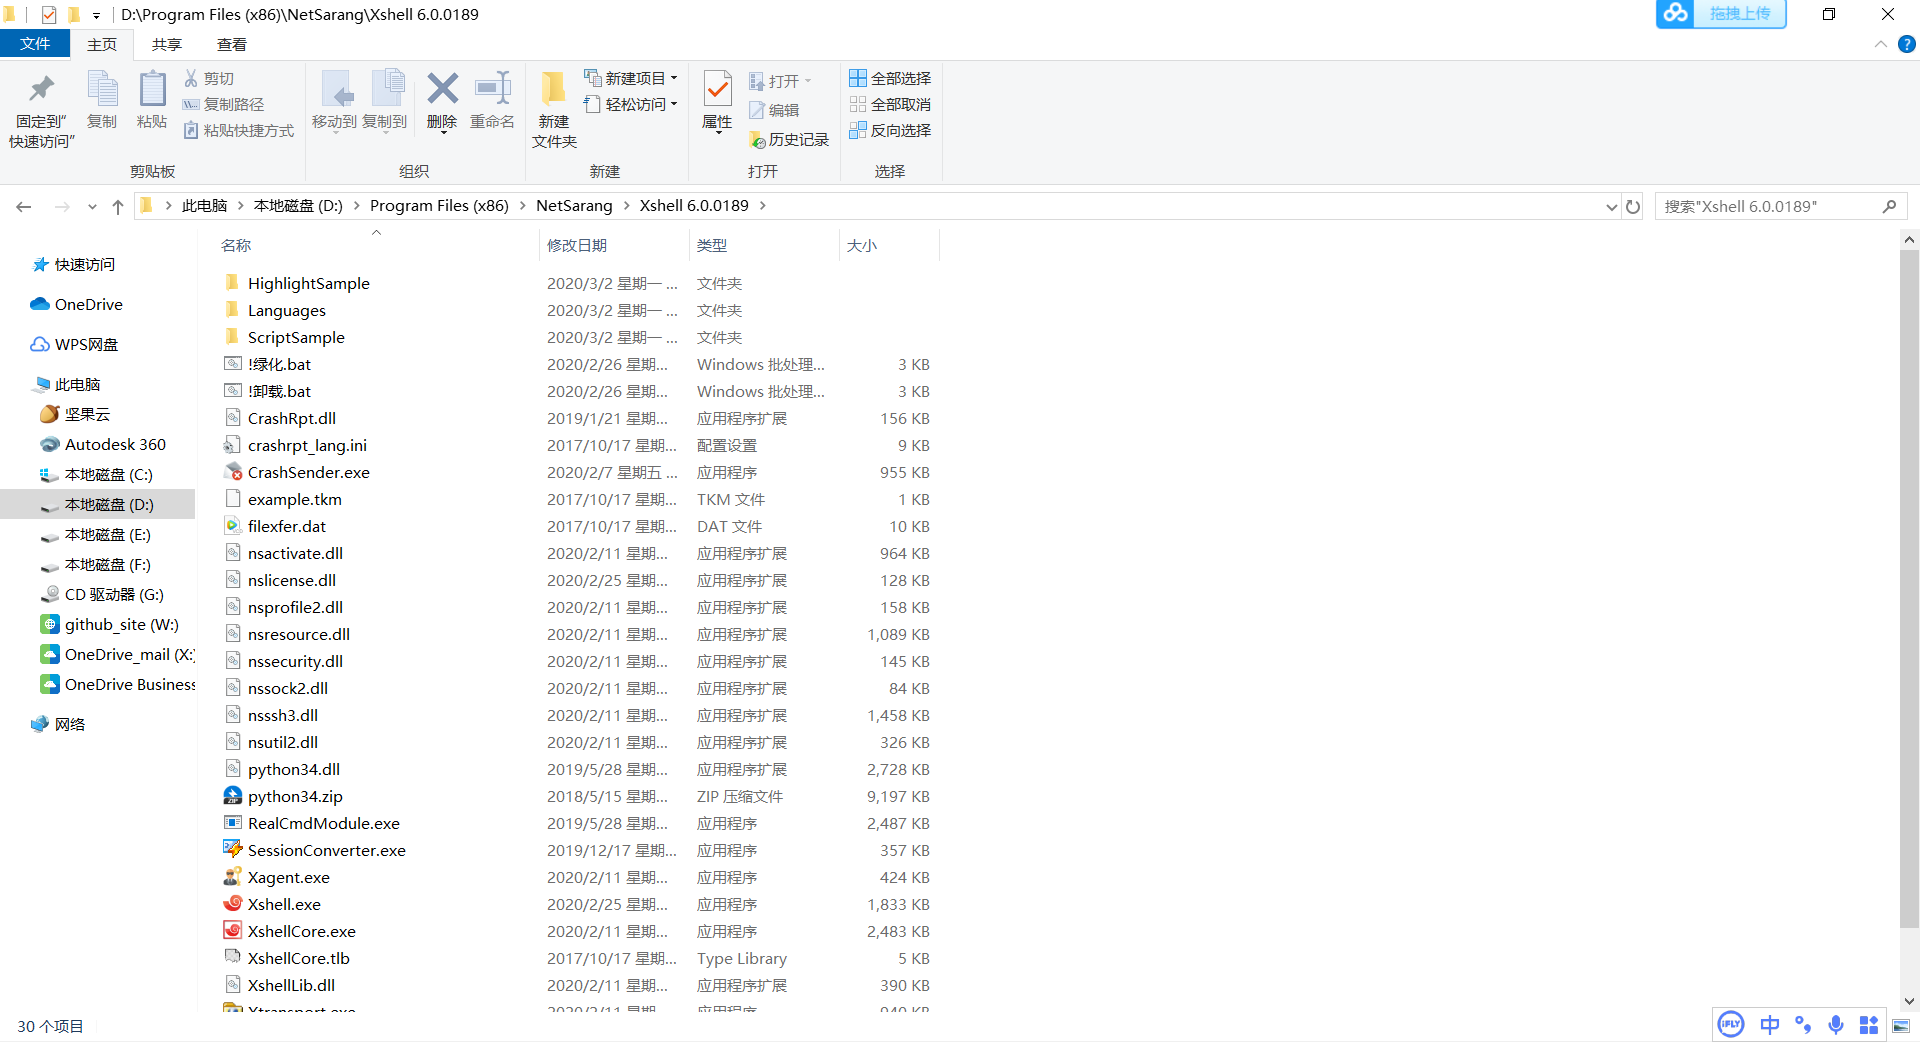 D:\Program Files (x86)\NetSarang\Xshell 6.0.0189
拖拽上传
文件 主页 共享 查看
固定到"快速访问"
复制
粘贴
剪切
复制路径
粘贴快捷方式
剪贴板
移动到
复制到
删除
重命名
组织
新建文件夹
新建项目
轻松访问
新建
属性
打开
编辑
历史记录
打开
全部选择
全部取消
反向选择
选择
此电脑 > 本地磁盘 (D:) > Program Files (x86) > NetSarang > Xshell 6.0.0189 >
搜索"Xshell 6.0.0189"
快速访问
OneDrive
WPS网盘
此电脑
坚果云
Autodesk 360
本地磁盘 (C:)
本地磁盘 (D:)
本地磁盘 (E:)
本地磁盘 (F:)
CD 驱动器 (G:)
github_site (W:)
OneDrive_mail (X:)
OneDrive Business
网络
名称 修改日期 类型 大小
HighlightSample 2020/3/2 星期一 ... 文件夹
Languages 2020/3/2 星期一 ... 文件夹
ScriptSample 2020/3/2 星期一 ... 文件夹
!绿化.bat 2020/2/26 星期... Windows 批处理... 3 KB
!卸载.bat 2020/2/26 星期... Windows 批处理... 3 KB
CrashRpt.dll 2019/1/21 星期... 应用程序扩展 156 KB
crashrpt_lang.ini 2017/10/17 星期... 配置设置 9 KB
CrashSender.exe 2020/2/7 星期五 ... 应用程序 955 KB
example.tkm 2017/10/17 星期... TKM 文件 1 KB
filexfer.dat 2017/10/17 星期... DAT 文件 10 KB
nsactivate.dll 2020/2/11 星期... 应用程序扩展 964 KB
nslicense.dll 2020/2/25 星期... 应用程序扩展 128 KB
nsprofile2.dll 2020/2/11 星期... 应用程序扩展 158 KB
nsresource.dll 2020/2/11 星期... 应用程序扩展 1,089 KB
nssecurity.dll 2020/2/11 星期... 应用程序扩展 145 KB
nssock2.dll 2020/2/11 星期... 应用程序扩展 84 KB
nsssh3.dll 2020/2/11 星期... 应用程序扩展 1,458 KB
nsutil2.dll 2020/2/11 星期... 应用程序扩展 326 KB
python34.dll 2019/5/28 星期... 应用程序扩展 2,728 KB
python34.zip 2018/5/15 星期... ZIP 压缩文件 9,197 KB
RealCmdModule.exe 2019/5/28 星期... 应用程序 2,487 KB
SessionConverter.exe 2019/12/17 星期... 应用程序 357 KB
Xagent.exe 2020/2/11 星期... 应用程序 424 KB
Xshell.exe 2020/2/25 星期... 应用程序 1,833 KB
XshellCore.exe 2020/2/11 星期... 应用程序 2,483 KB
XshellCore.tlb 2017/10/17 星期... Type Library 5 KB
XshellLib.dll 2020/2/11 星期... 应用程序扩展 390 KB
Xtransport.exe 2020/2/11 星期... 应用程序 940 KB
30 个项目
iFLY 中